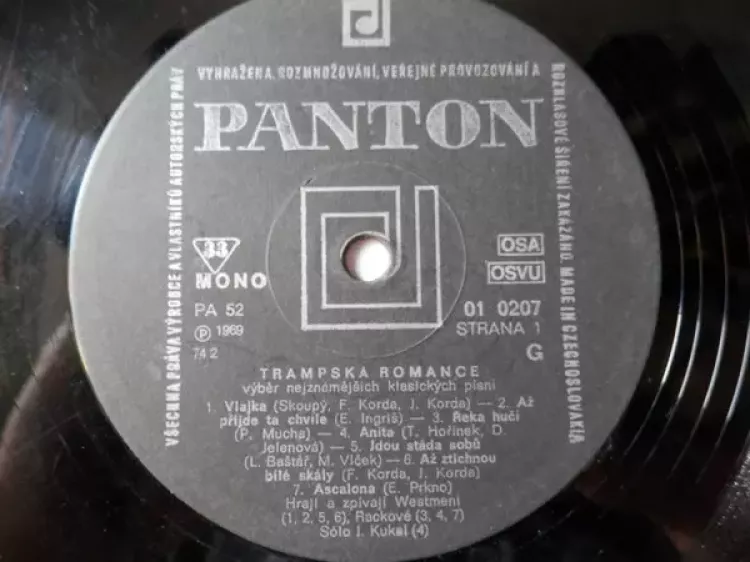 VYHRAŽENA. ROZMNOŽOVÁNÍ, VEŘEJNÉ PROVOZOVÁNÍ A
ROZHLASOVÉ ŠÍŘENÍ ZAKÁZÁNO. MADE IN CZECHOSLOVAKIA
VŠECHNA PRÁVA VÝROBCE A VLASTNÍKŮ AUTORSKÝCH PRÁV
PANTON
33
MONO
OSA
OSVU
PA 52
01 0207
Ⓟ 1969
STRANA 1
74 2
G
TRAMPSKA ROMANCE
výběr nejznámějších klasických písní
1. Vlajka (Skoupý, F. Korda, J. Korda) — 2. Až
přijde ta chvíle (E. Ingriš) — 3. Řeka hučí
(P. Mucha) — 4. Anita (T. Hořínek, D.
Jelenová) — 5. Jdou stáda sobů
(L. Baštář, M. Vlček) — 6. Až ztichnou
bílé skály (F. Korda, J. Korda)
7. Ascalona (E. Prkno)
Hrají a zpívají Westmeni
(1, 2, 5, 6), Rackové (3, 4, 7)
Sólo I. Kukal (4)